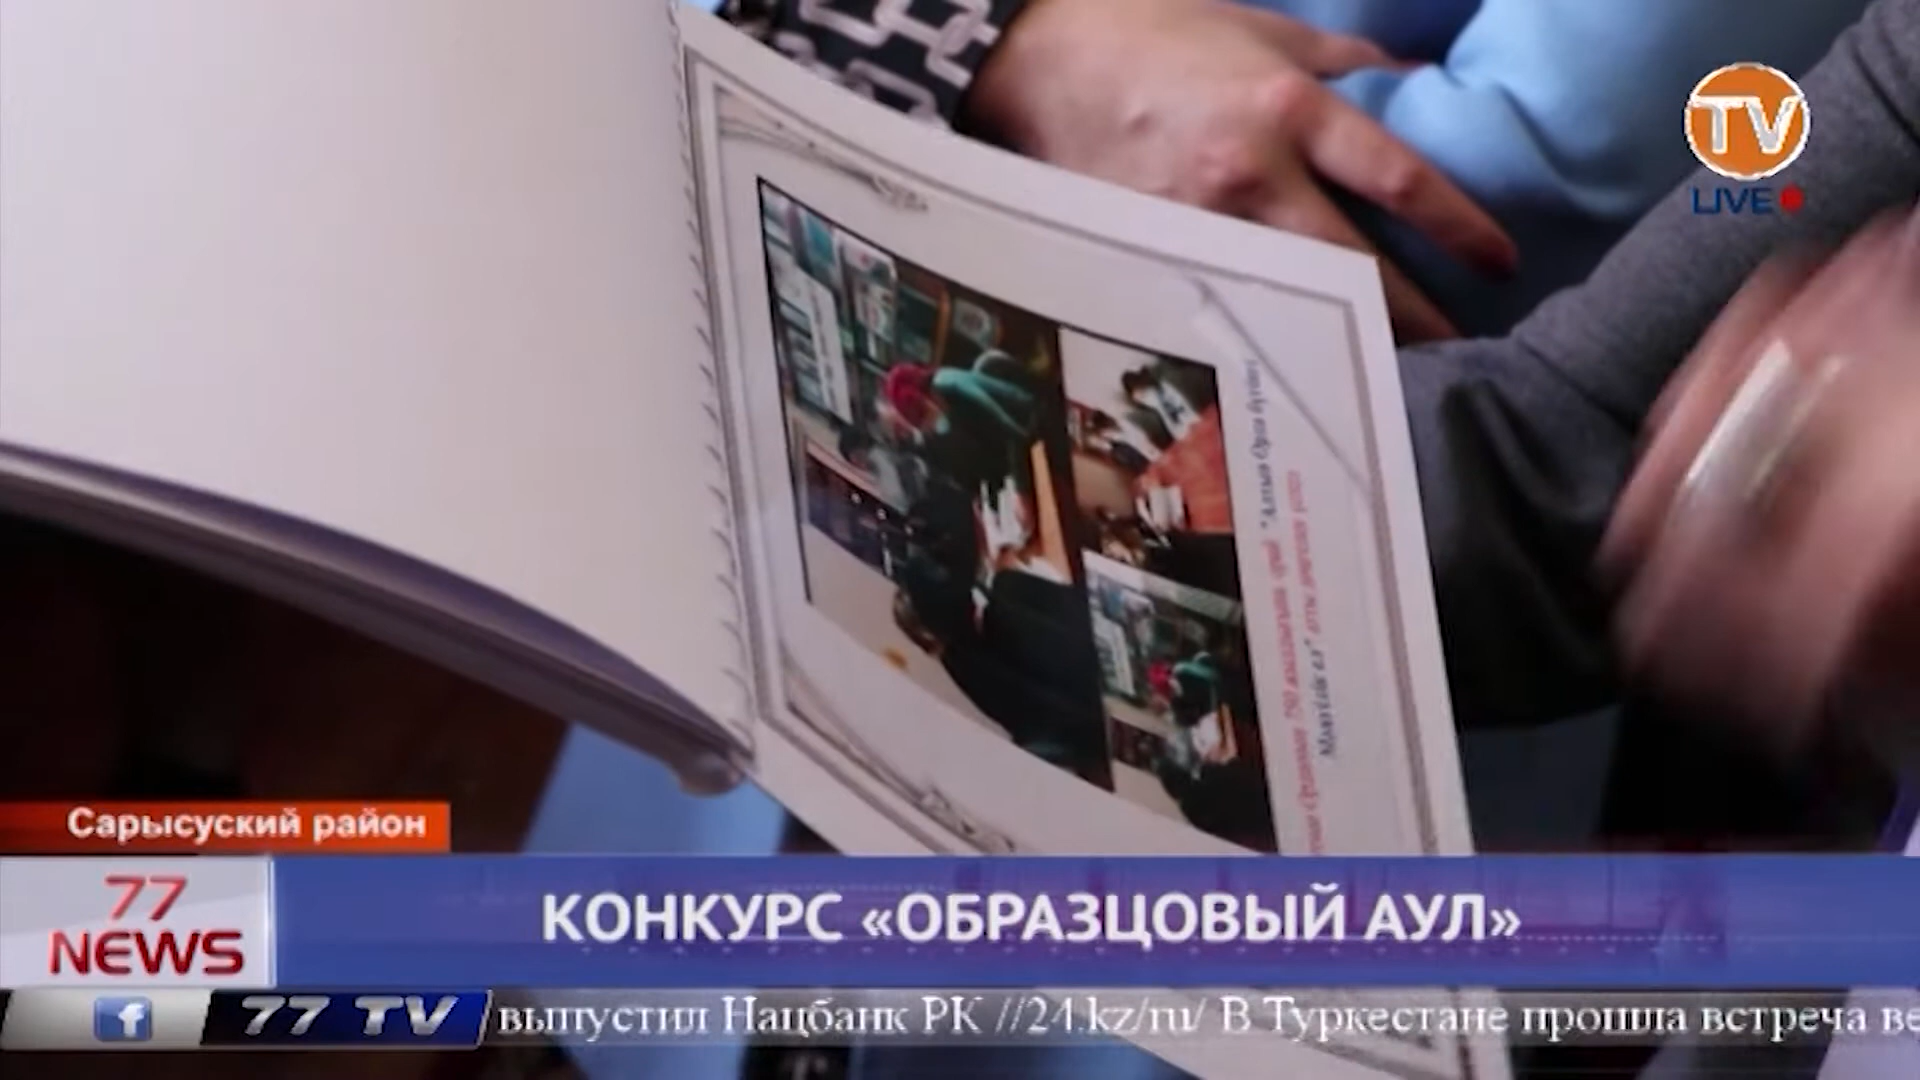 TV
LIVE
Сарысуский район
77
NEWS
КОНКУРС «ОБРАЗЦОВЫЙ АУЛ»
f 77 TV выпустил Нацбанк РК //24.kz/ru/ В Туркестане прошла встреча ве